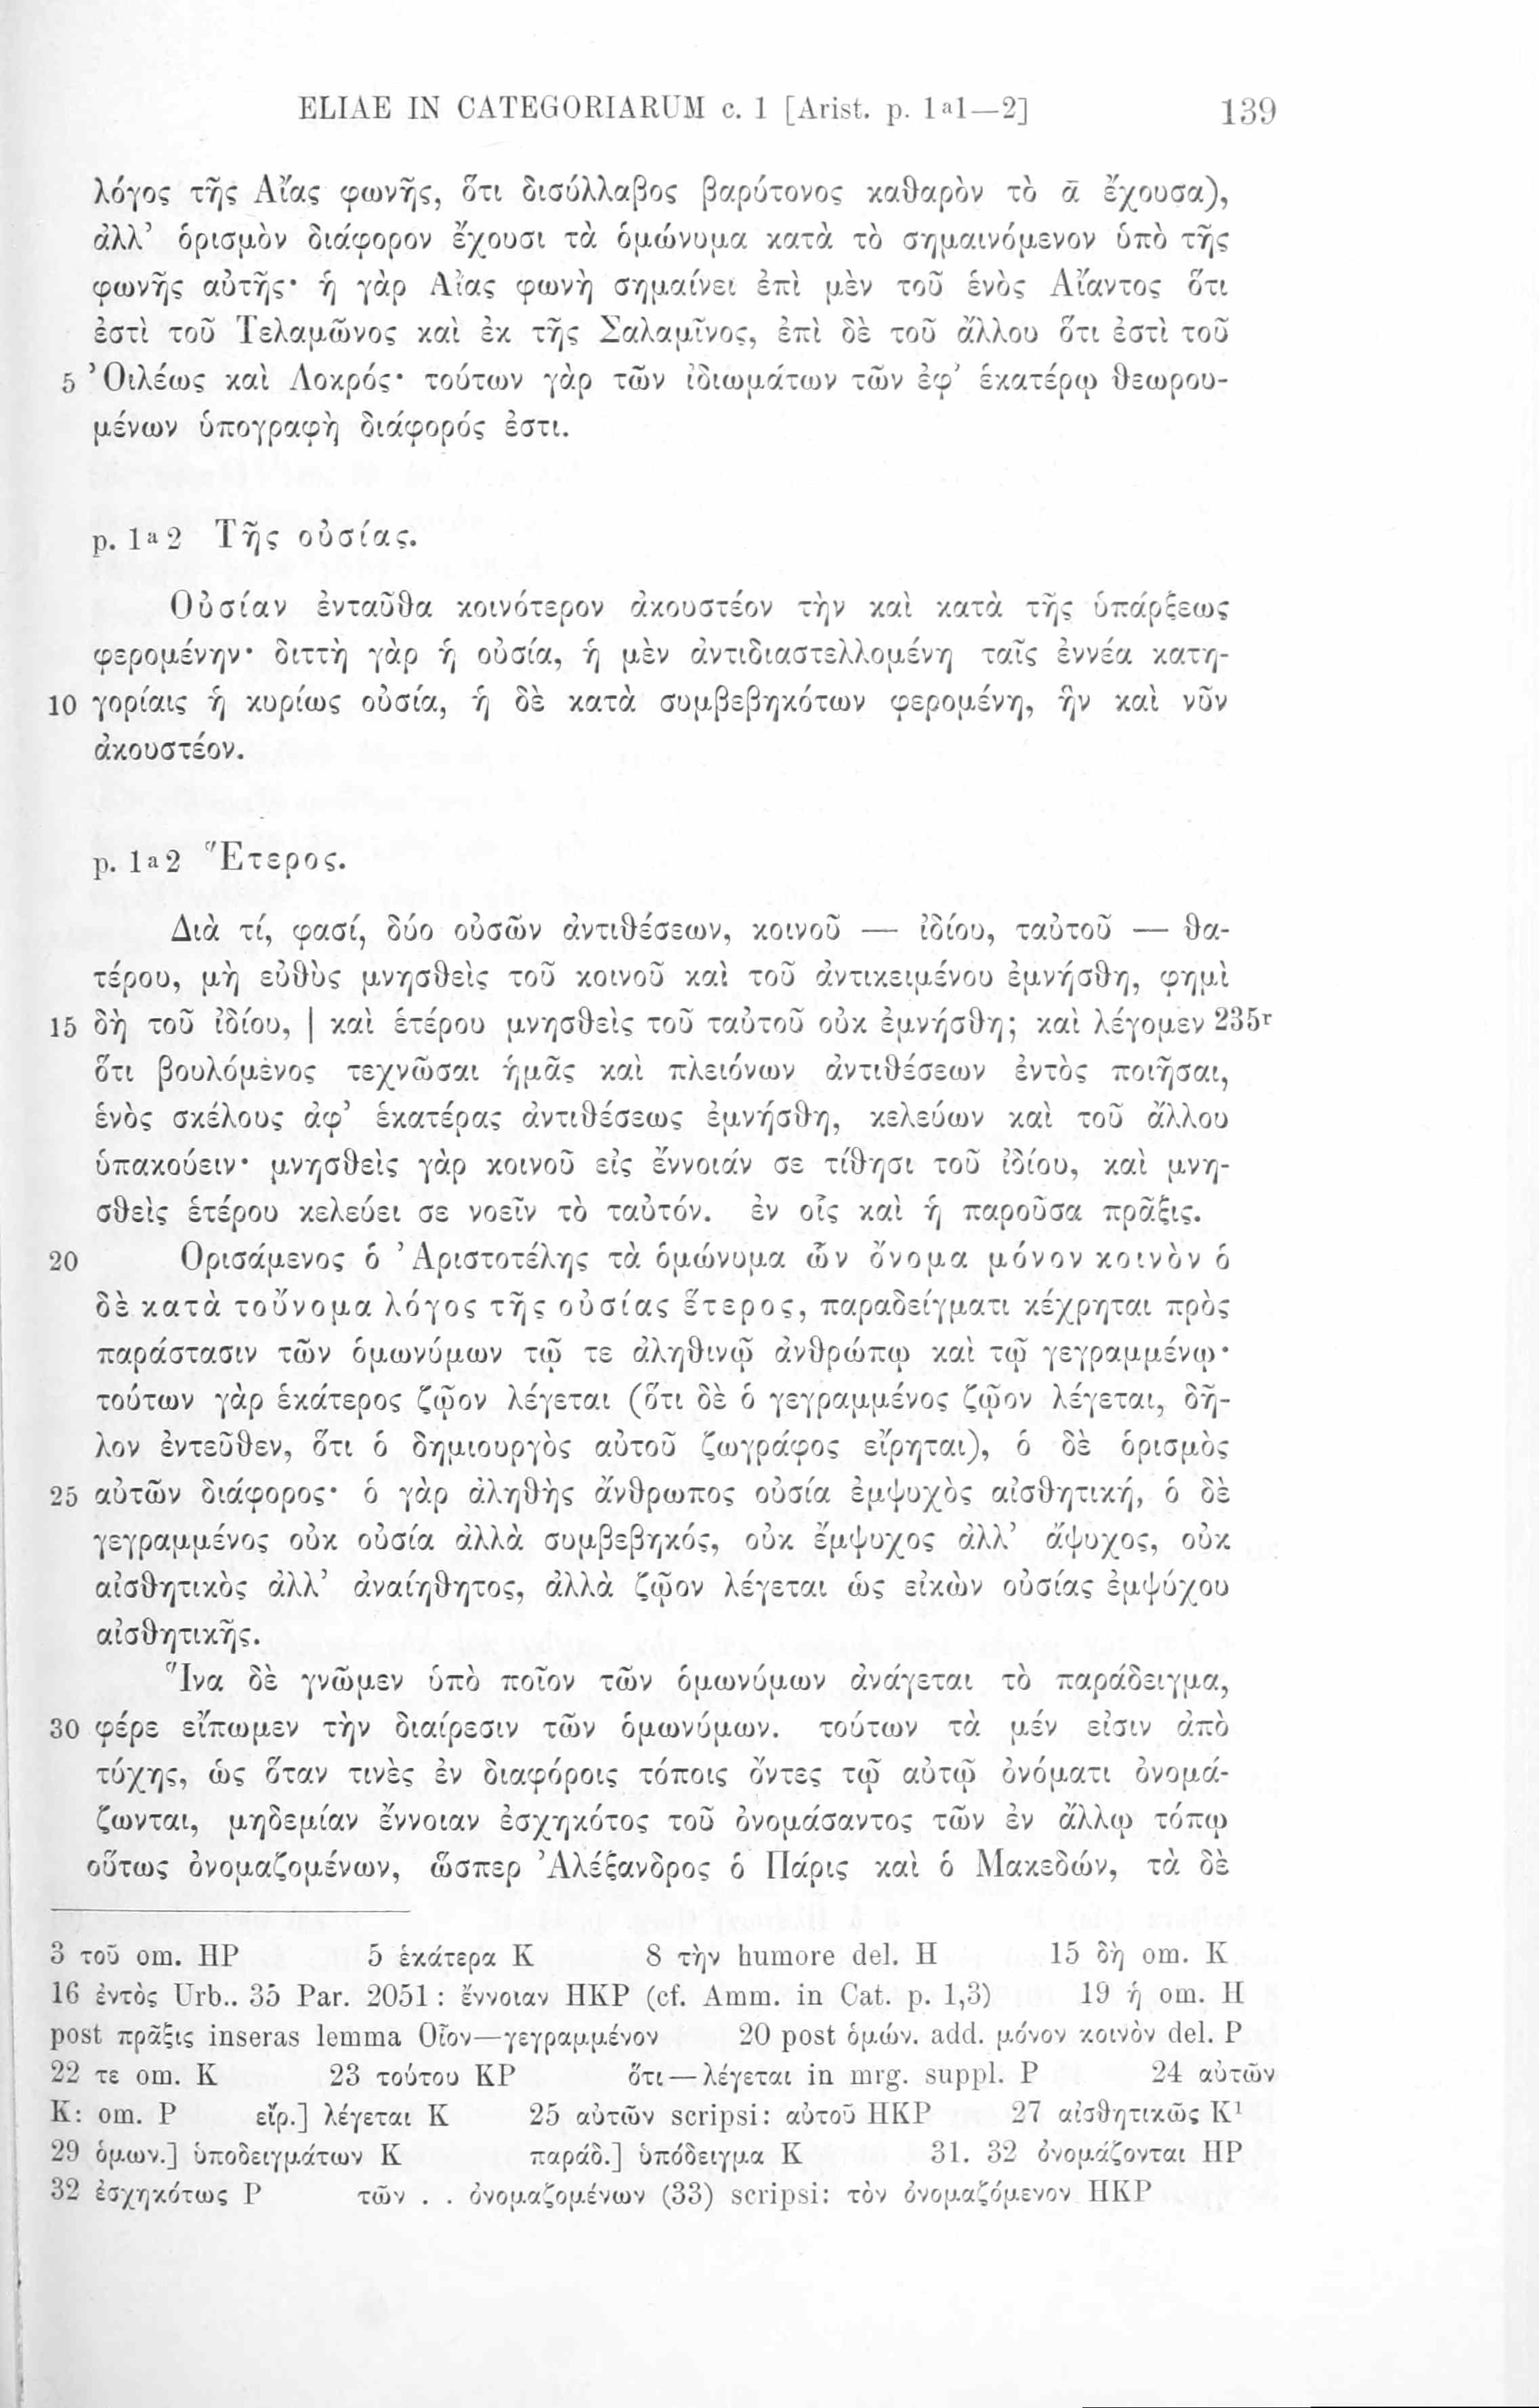 ELIAE IN CATEGORIARUM c. 1 [Arist. p. 1a1—2] 139
λόγος τῆς Αἴας φωνῆς, ὅτι δισύλλαβος βαρύτονος καθαρὸν τὸ ᾱ ἔχουσα),
ἀλλ’ ὁρισμὸν διάφορον ἔχουσι τὰ ὁμώνυμα κατὰ τὸ σημαινόμενον ὑπὸ τῆς
φωνῆς αὐτῆς· ἡ γὰρ Αἴας φωνὴ σημαίνει ἐπὶ μὲν τοῦ ἑνὸς Αἴαντος ὅτι
ἐστὶ τοῦ Τελαμῶνος καὶ ἐκ τῆς Σαλαμῖνος, ἐπὶ δὲ τοῦ ἄλλου ὅτι ἐστὶ τοῦ
5 Ὀιλέως καὶ Λοκρός· τούτων γὰρ τῶν ἰδιωμάτων τῶν ἐφ’ ἑκατέρῳ θεωρου-
μένων ὑπογραφὴ διάφορός ἐστι.
p. 1a2 Τῆς οὐσίας.
Οὐσίαν ἐνταῦθα κοινότερον ἀκουστέον τὴν καὶ κατὰ τῆς ὑπάρξεως
φερομένην· διττὴ γὰρ ἡ οὐσία, ἡ μὲν ἀντιδιαστελλομένη ταῖς ἐννέα κατη-
10 γορίαις ἡ κυρίως οὐσία, ἡ δὲ κατὰ συμβεβηκότων φερομένη, ἣν καὶ νῦν
ἀκουστέον.
p. 1a2 Ἕτερος.
Διὰ τί, φασί, δύο οὐσῶν ἀντιθέσεων, κοινοῦ — ἰδίου, ταὐτοῦ — θα-
τέρου, μὴ εὐθὺς μνησθεὶς τοῦ κοινοῦ καὶ τοῦ ἀντικειμένου ἐμνήσθη, φημὶ
15 δὴ τοῦ ἰδίου, | καὶ ἑτέρου μνησθεὶς τοῦ ταὐτοῦ οὐκ ἐμνήσθη; καὶ λέγομεν 235r
ὅτι βουλόμενος τεχνῶσαι ἡμᾶς καὶ πλειόνων ἀντιθέσεων ἐντὸς ποιῆσαι,
ἑνὸς σκέλους ἀφ’ ἑκατέρας ἀντιθέσεως ἐμνήσθη, κελεύων καὶ τοῦ ἄλλου
ὑπακούειν· μνησθεὶς γὰρ κοινοῦ εἰς ἔννοιάν σε τίθησι τοῦ ἰδίου, καὶ μνη-
σθεὶς ἑτέρου κελεύει σε νοεῖν τὸ ταὐτόν. ἐν οἷς καὶ ἡ παροῦσα πρᾶξις.
20 Ορισάμενος ὁ Ἀριστοτέλης τὰ ὁμώνυμα ὧν ὄνομα μόνον κοινὸν ὁ
δὲ κατὰ τοὔνομα λόγος τῆς οὐσίας ἕτερος, παραδείγματι κέχρηται πρὸς
παράστασιν τῶν ὁμωνύμων τῷ τε ἀληθινῷ ἀνθρώπῳ καὶ τῷ γεγραμμένῳ·
τούτων γὰρ ἑκάτερος ζῷον λέγεται (ὅτι δὲ ὁ γεγραμμένος ζῷον λέγεται, δῆ-
λον ἐντεῦθεν, ὅτι ὁ δημιουργὸς αὐτοῦ ζωγράφος εἴρηται), ὁ δὲ ὁρισμὸς
25 αὐτῶν διάφορος· ὁ γὰρ ἀληθὴς ἄνθρωπος οὐσία ἐμψυχὸς αἰσθητική, ὁ δὲ
γεγραμμένος οὐκ οὐσία ἀλλὰ συμβεβηκός, οὐκ ἔμψυχος ἀλλ’ ἄψυχος, οὐκ
αἰσθητικὸς ἀλλ’ ἀναίηθητος, ἀλλὰ ζῷον λέγεται ὡς εἰκὼν οὐσίας ἐμψύχου
αἰσθητικῆς.
Ἵνα δὲ γνῶμεν ὑπὸ ποῖον τῶν ὁμωνύμων ἀνάγεται τὸ παράδειγμα,
30 φέρε εἴπωμεν τὴν διαίρεσιν τῶν ὁμωνύμων. τούτων τὰ μέν εἰσιν ἀπὸ
τύχης, ὡς ὅταν τινὲς ἐν διαφόροις τόποις ὄντες τῷ αὐτῷ ὀνόματι ὀνομά-
ζωνται, μηδεμίαν ἔννοιαν ἐσχηκότος τοῦ ὀνομάσαντος τῶν ἐν ἄλλῳ τόπῳ
οὕτως ὀνομαζομένων, ὥσπερ Ἀλέξανδρος ὁ Πάρις καὶ ὁ Μακεδών, τὰ δὲ
3 τοῦ om. HP 5 ἑκάτερα K 8 τὴν humore del. H 15 δὴ om. K
16 ἐντὸς Urb.. 35 Par. 2051: ἔννοιαν HKP (cf. Amm. in Cat. p. 1,3) 19 ἡ om. H
post πρᾶξις inseras lemma Οἷον—γεγραμμένον 20 post ὁμών. add. μόνον κοινὸν del. P
22 τε om. K 23 τούτου KP ὅτι—λέγεται in mrg. suppl. P 24 αὐτῶν
K: om. P εἴρ.] λέγεται K 25 αὐτῶν scripsi: αὐτοῦ HKP 27 αἰσθητικῶς K1
29 ὁμων.] ὑποδειγμάτων K παράδ.] ὑπόδειγμα K 31. 32 ὀνομάζονται HP
32 ἐσχηκότως P τῶν . . ὀνομαζομένων (33) scripsi: τὸν ὀνομαζόμενον HKP